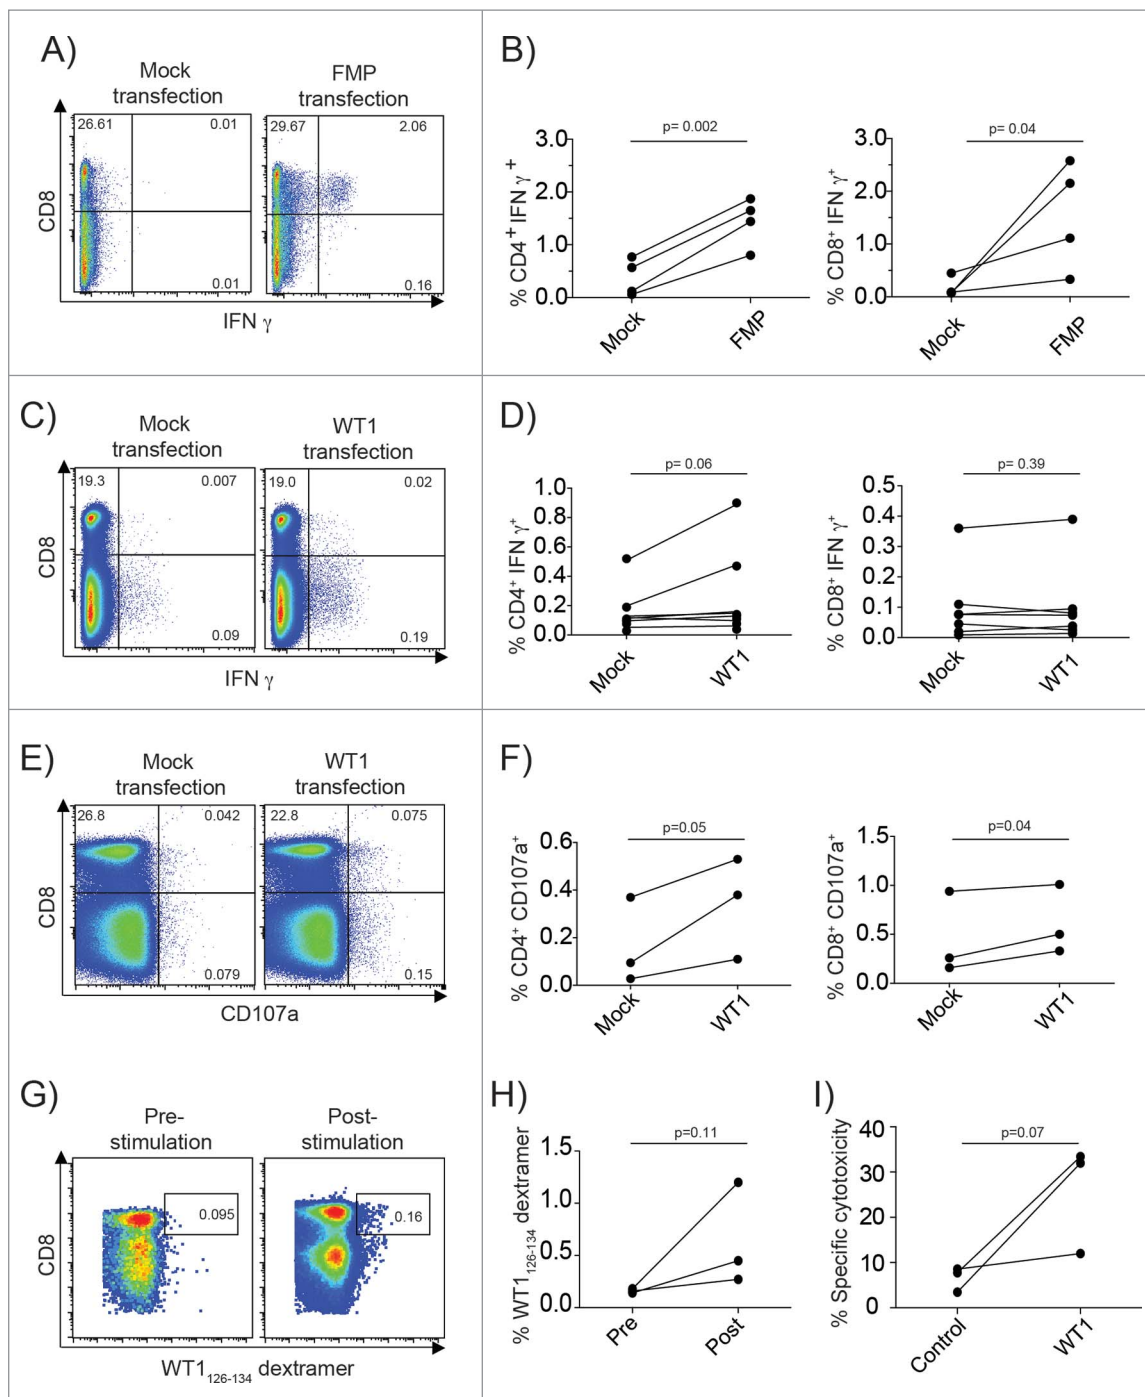 A)
Mock
transfection
FMP
transfection
26.61
0.01
29.67
2.06
0.01
0.16
CD8
IFN γ
B)
p= 0.002
3.0
2.0
1.0
0.0
% CD4⁺ IFN γ⁺
Mock
FMP
p= 0.04
3.0
2.0
1.0
0.0
% CD8⁺ IFN γ⁺
Mock
FMP
C)
Mock
transfection
WT1
transfection
19.3
0.007
19.0
0.02
0.09
0.19
CD8
IFN γ
D)
p= 0.06
1.0
0.8
0.6
0.4
0.2
0.0
% CD4⁺ IFN γ⁺
Mock
WT1
p= 0.39
0.5
0.4
0.3
0.2
0.1
0.0
% CD8⁺ IFN γ⁺
Mock
WT1
E)
Mock
transfection
WT1
transfection
26.8
0.042
22.8
0.075
0.079
0.15
CD8
CD107a
F)
p=0.05
0.6
0.4
0.2
0.0
% CD4⁺ CD107a⁺
Mock
WT1
p=0.04
1.5
1.0
0.5
0.0
% CD8⁺ CD107a⁺
Mock
WT1
G)
Pre-
stimulation
Post-
stimulation
0.095
0.16
CD8
WT1₁₂₆₋₁₃₄ dextramer
H)
p=0.11
1.5
1.0
0.5
0.0
% WT1₁₂₆₋₁₃₄ dextramer
Pre
Post
I)
p=0.07
40
30
20
10
0
% Specific cytotoxicity
Control
WT1